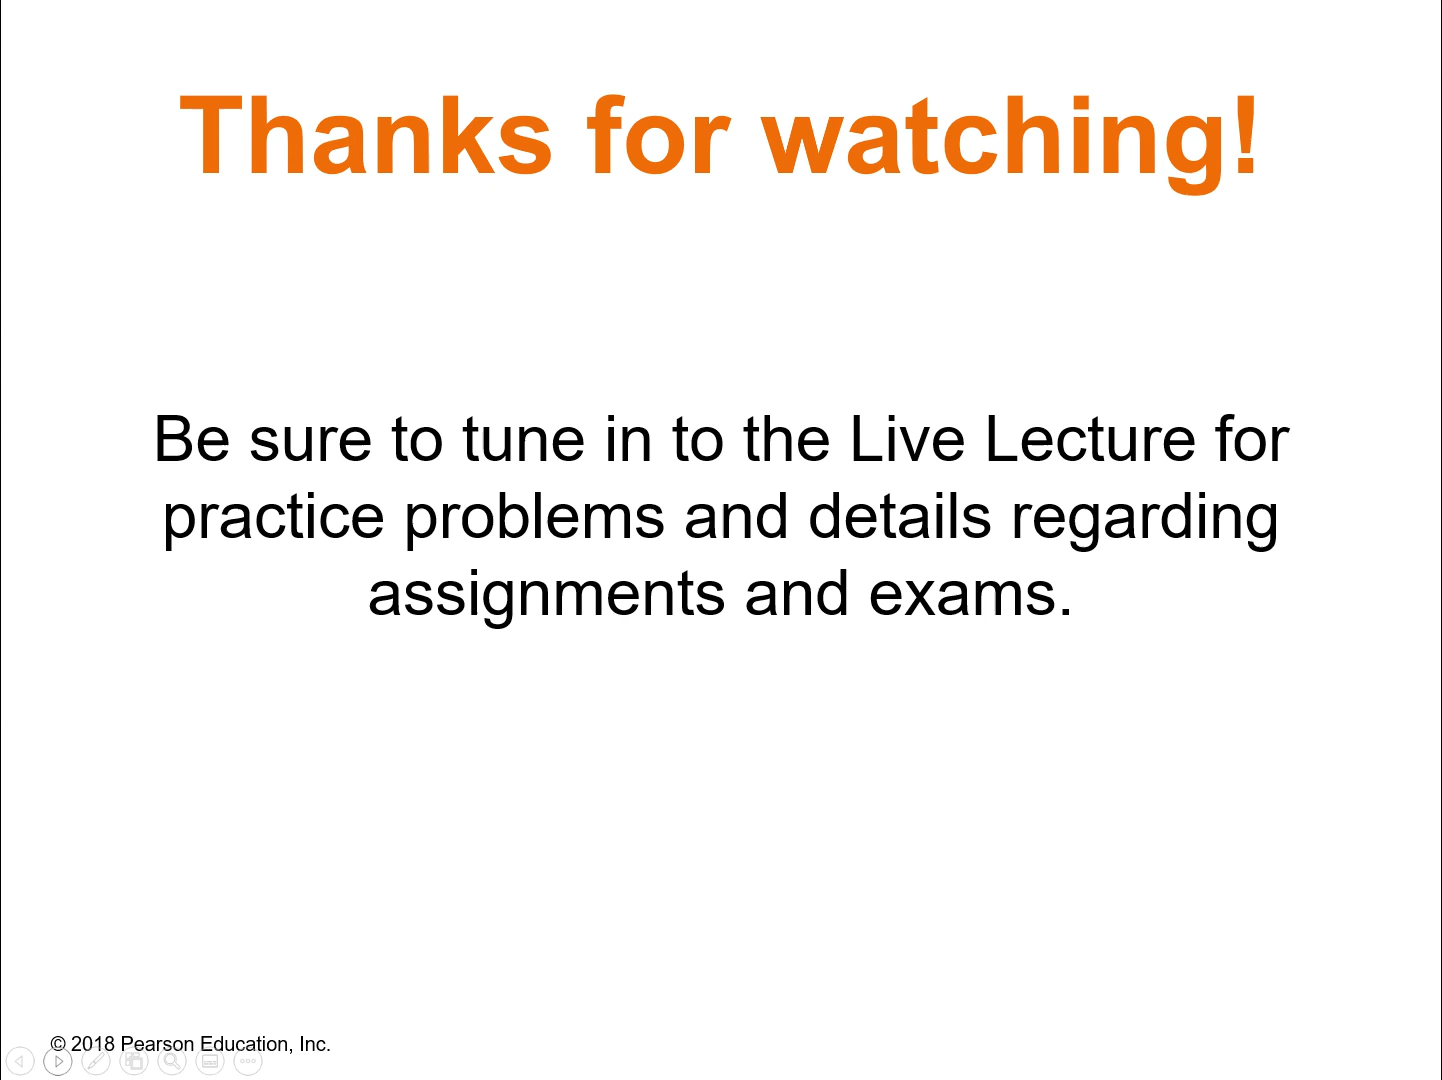 Thanks for watching!
Be sure to tune in to the Live Lecture for
practice problems and details regarding
assignments and exams.
© 2018 Pearson Education, Inc.